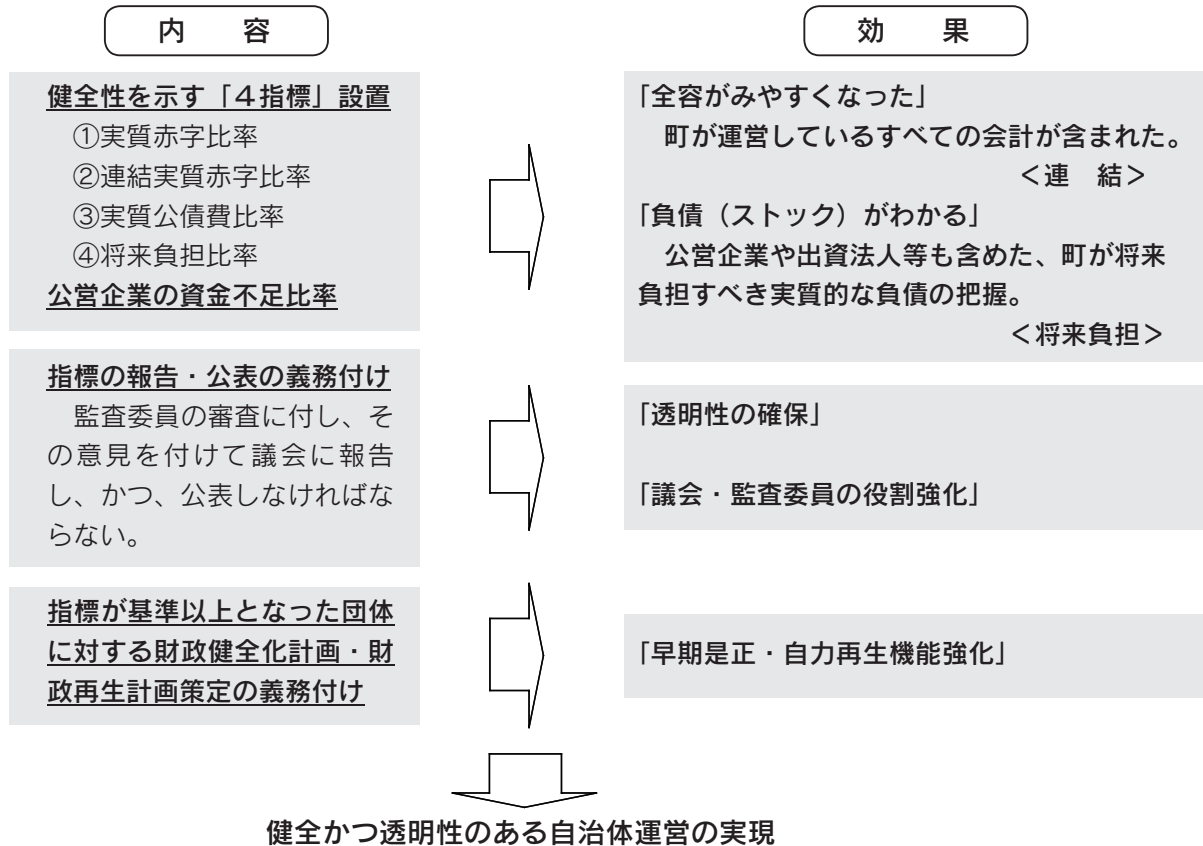 内　容
効　果
健全性を示す「４指標」設置
①実質赤字比率
②連結実質赤字比率
③実質公債費比率
④将来負担比率
公営企業の資金不足比率
「全容がみやすくなった」
町が運営しているすべての会計が含まれた。
＜連　結＞
「負債（ストック）がわかる」
公営企業や出資法人等も含めた、町が将来
負担すべき実質的な負債の把握。
＜将来負担＞
指標の報告・公表の義務付け
監査委員の審査に付し、そ
の意見を付けて議会に報告
し、かつ、公表しなければな
らない。
「透明性の確保」
「議会・監査委員の役割強化」
指標が基準以上となった団体
に対する財政健全化計画・財
政再生計画策定の義務付け
「早期是正・自力再生機能強化」
健全かつ透明性のある自治体運営の実現